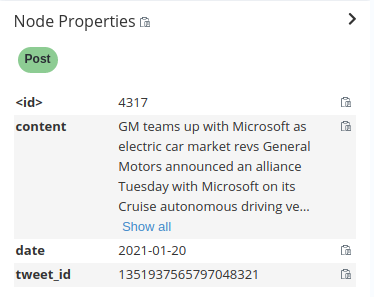 Node Properties
Post
<id> 4317
content GM teams up with Microsoft as
electric car market revs General
Motors announced an alliance
Tuesday with Microsoft on its
Cruise autonomous driving ve...
Show all
date 2021-01-20
tweet_id 1351937565797048321